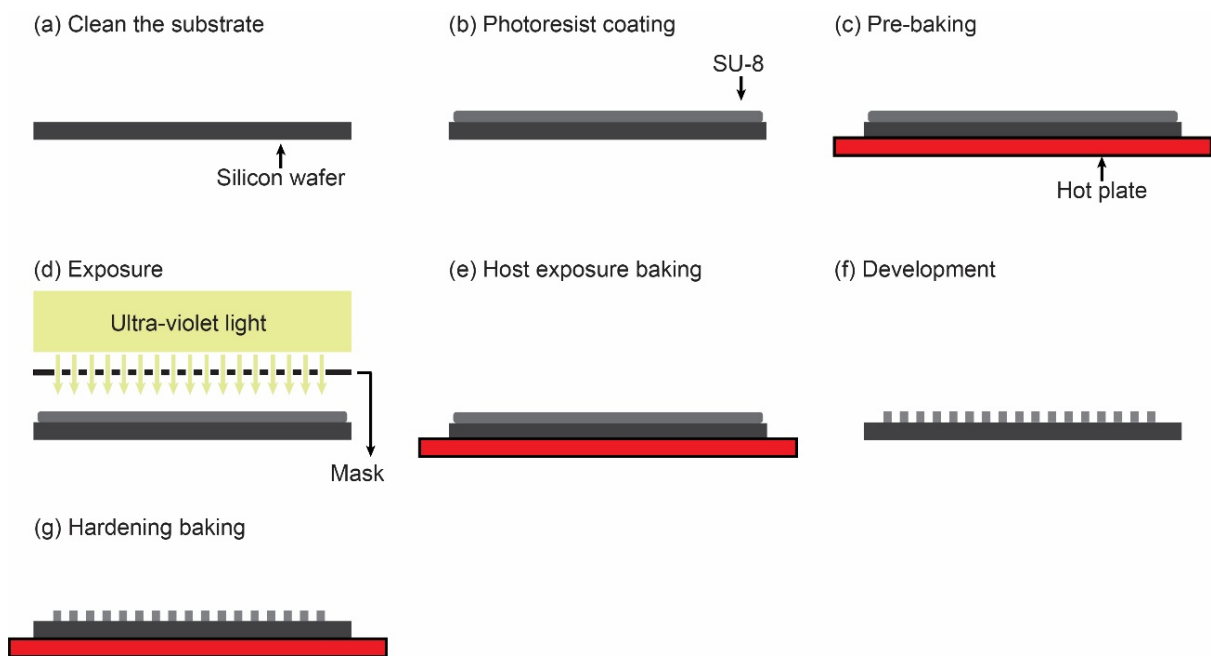 (a) Clean the substrate
Silicon wafer
(b) Photoresist coating
SU-8
(c) Pre-baking
Hot plate
(d) Exposure
Ultra-violet light
Mask
(e) Host exposure baking
(f) Development
(g) Hardening baking